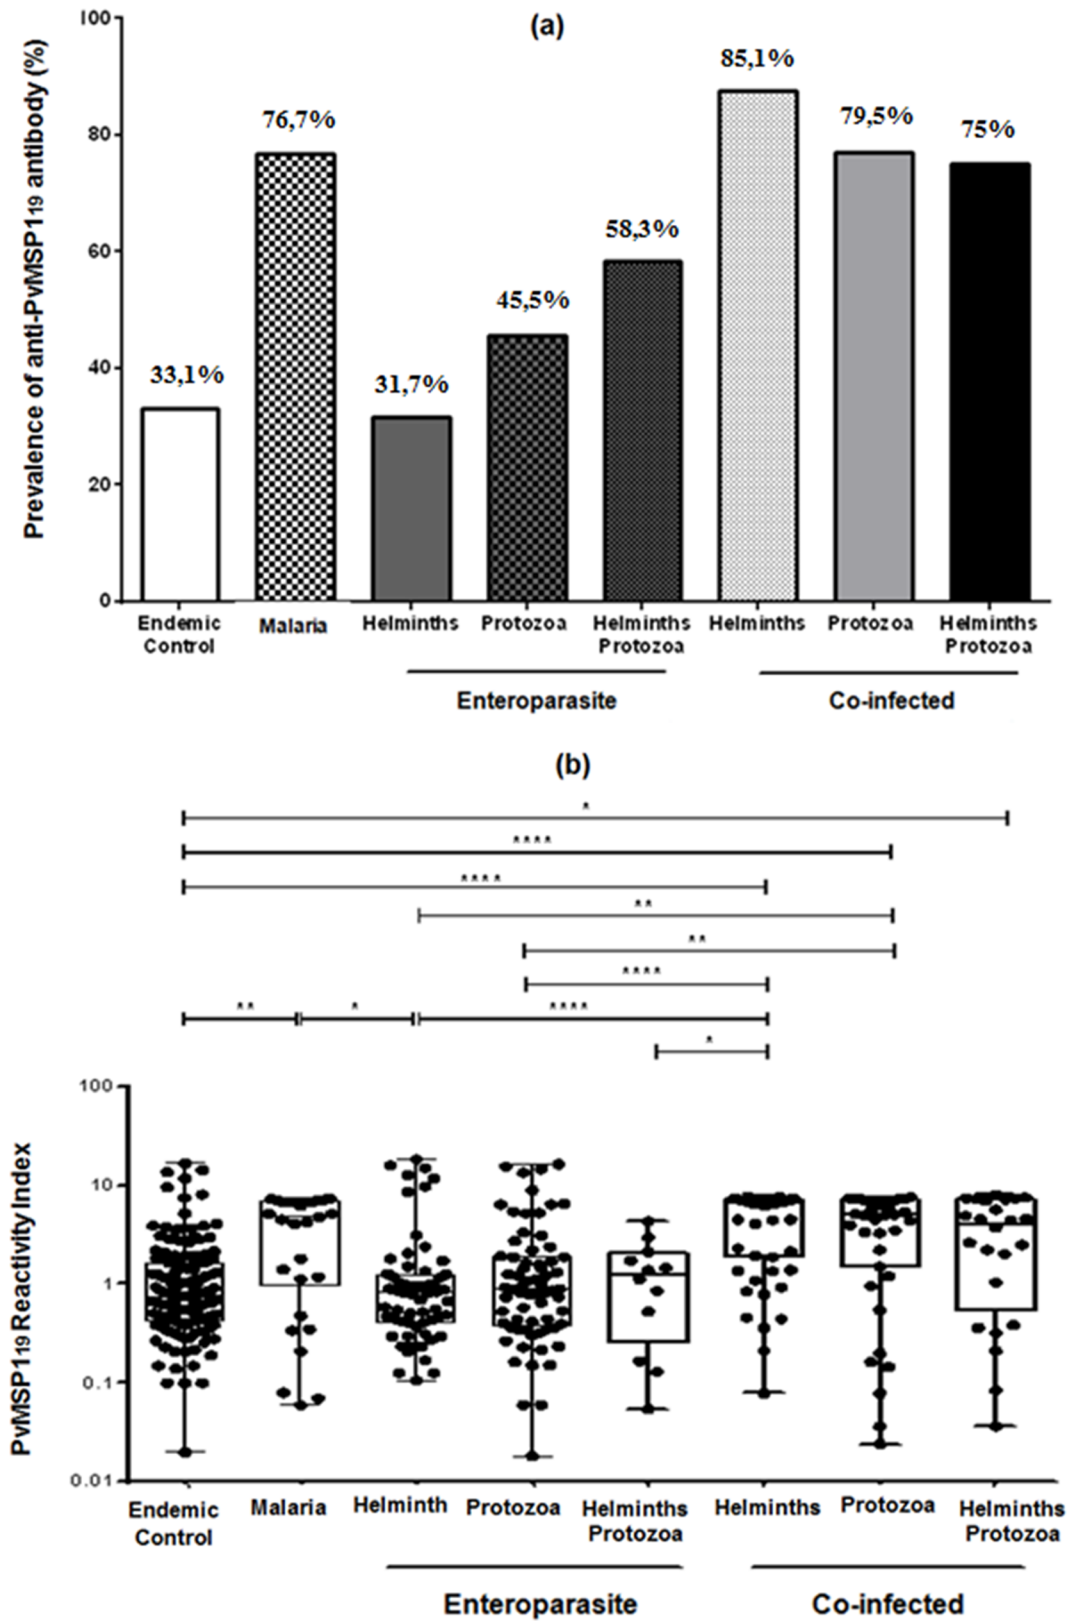 (a)
Prevalence of anti-PvMSP119 antibody (%)
100
80
60
40
20
0
33,1%
76,7%
31,7%
45,5%
58,3%
85,1%
79,5%
75%
Endemic Control
Malaria
Helminths
Protozoa
Helminths Protozoa
Helminths
Protozoa
Helminths Protozoa
Enteroparasite
Co-infected
(b)
*
****
****
**
**
****
** * ****
*
PvMSP119 Reactivity Index
100
10
1
0.1
0.01
Endemic Control
Malaria
Helminth
Protozoa
Helminths Protozoa
Helminths
Protozoa
Helminths Protozoa
Enteroparasite
Co-infected